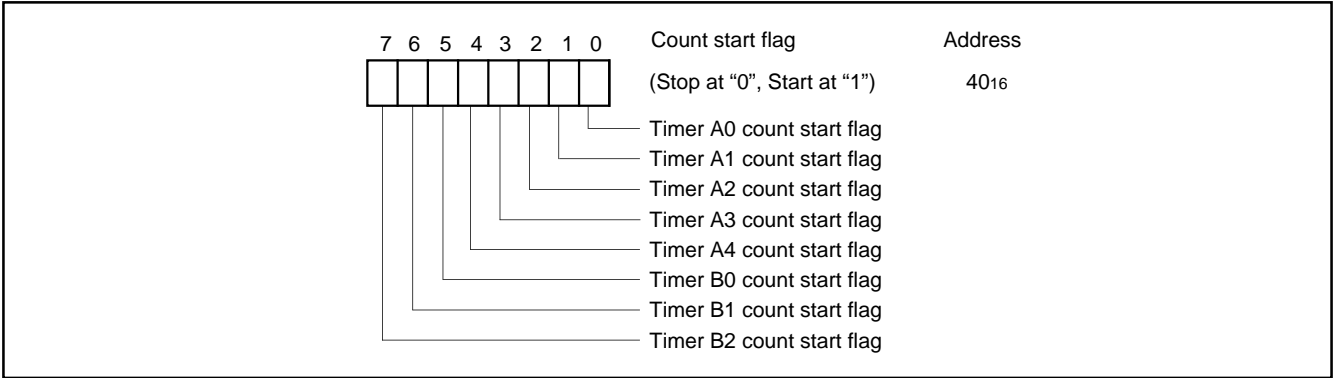 7 6 5 4 3 2 1 0 Count start flag Address
(Stop at “0”, Start at “1”) 4016
Timer A0 count start flag
Timer A1 count start flag
Timer A2 count start flag
Timer A3 count start flag
Timer A4 count start flag
Timer B0 count start flag
Timer B1 count start flag
Timer B2 count start flag